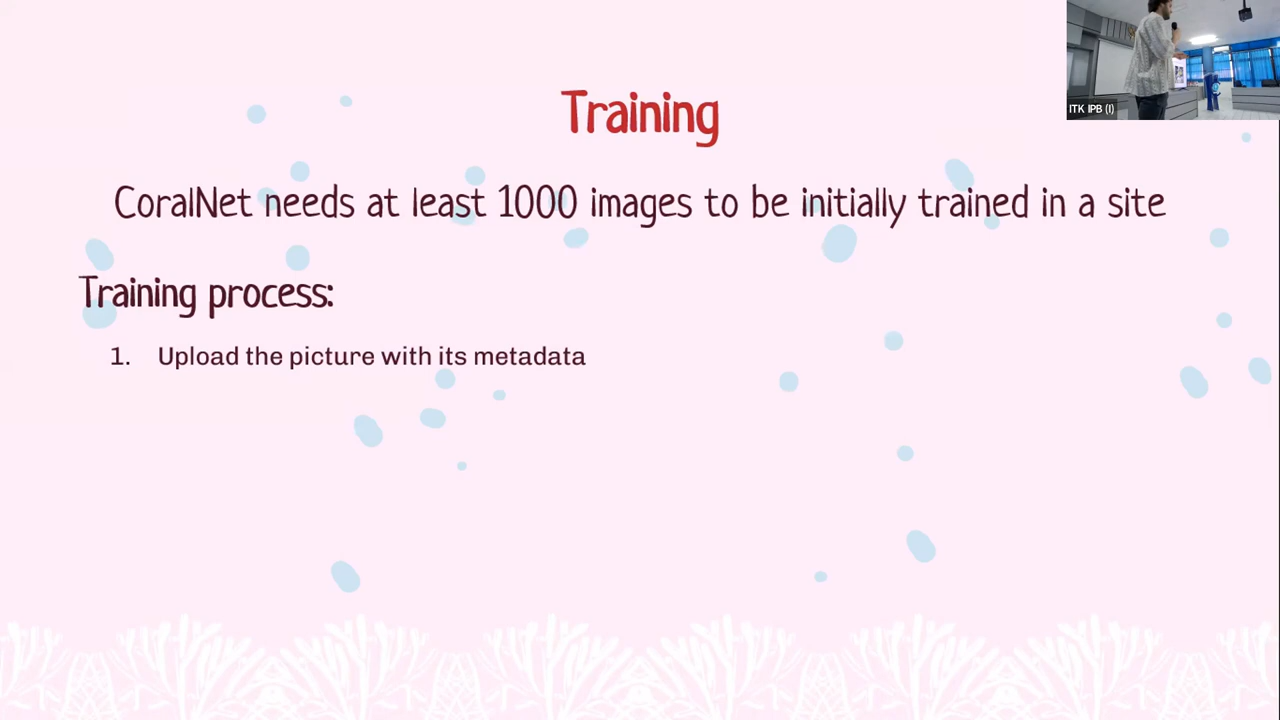 Training
CoralNet needs at least 1000 images to be initially trained in a site
Training process:
1. Upload the picture with its metadata
ITK IPB (I)